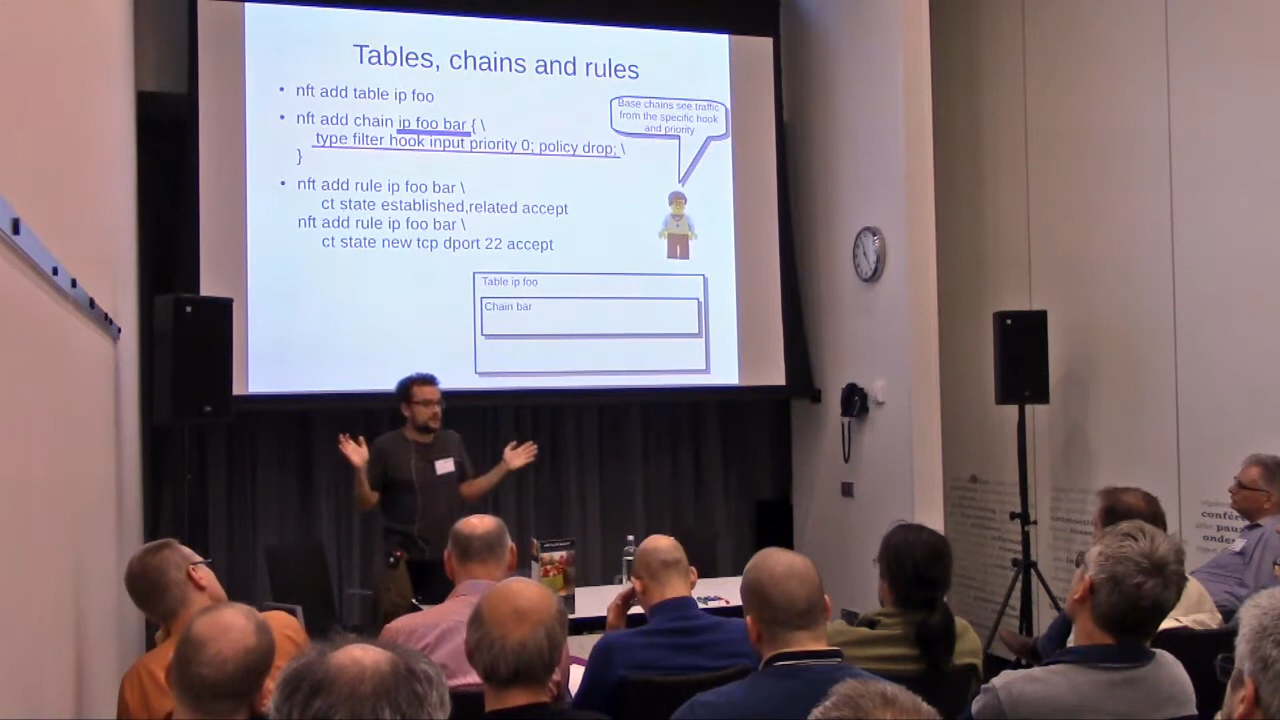 Tables, chains and rules
• nft add table ip foo
• nft add chain ip foo bar { \
type filter hook input priority 0; policy drop; \
}
• nft add rule ip foo bar \
ct state established,related accept
nft add rule ip foo bar \
ct state new tcp dport 22 accept
Base chains see traffic
from the specific hook
and priority
Table ip foo
Chain bar
pauz